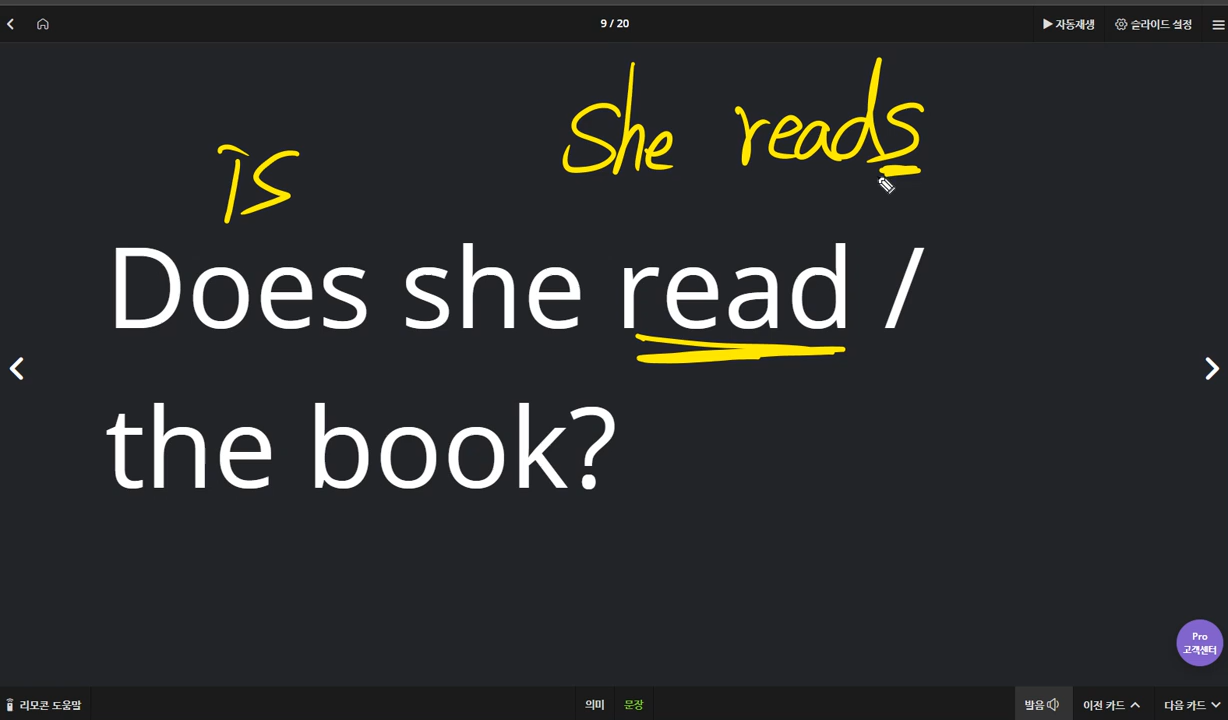 9 / 20
자동재생
슬라이드 설정
she reads
is
Does she read /
the book?
Pro
고객센터
리모콘 도움말
의미
문장
발음
이전 카드
다음 카드